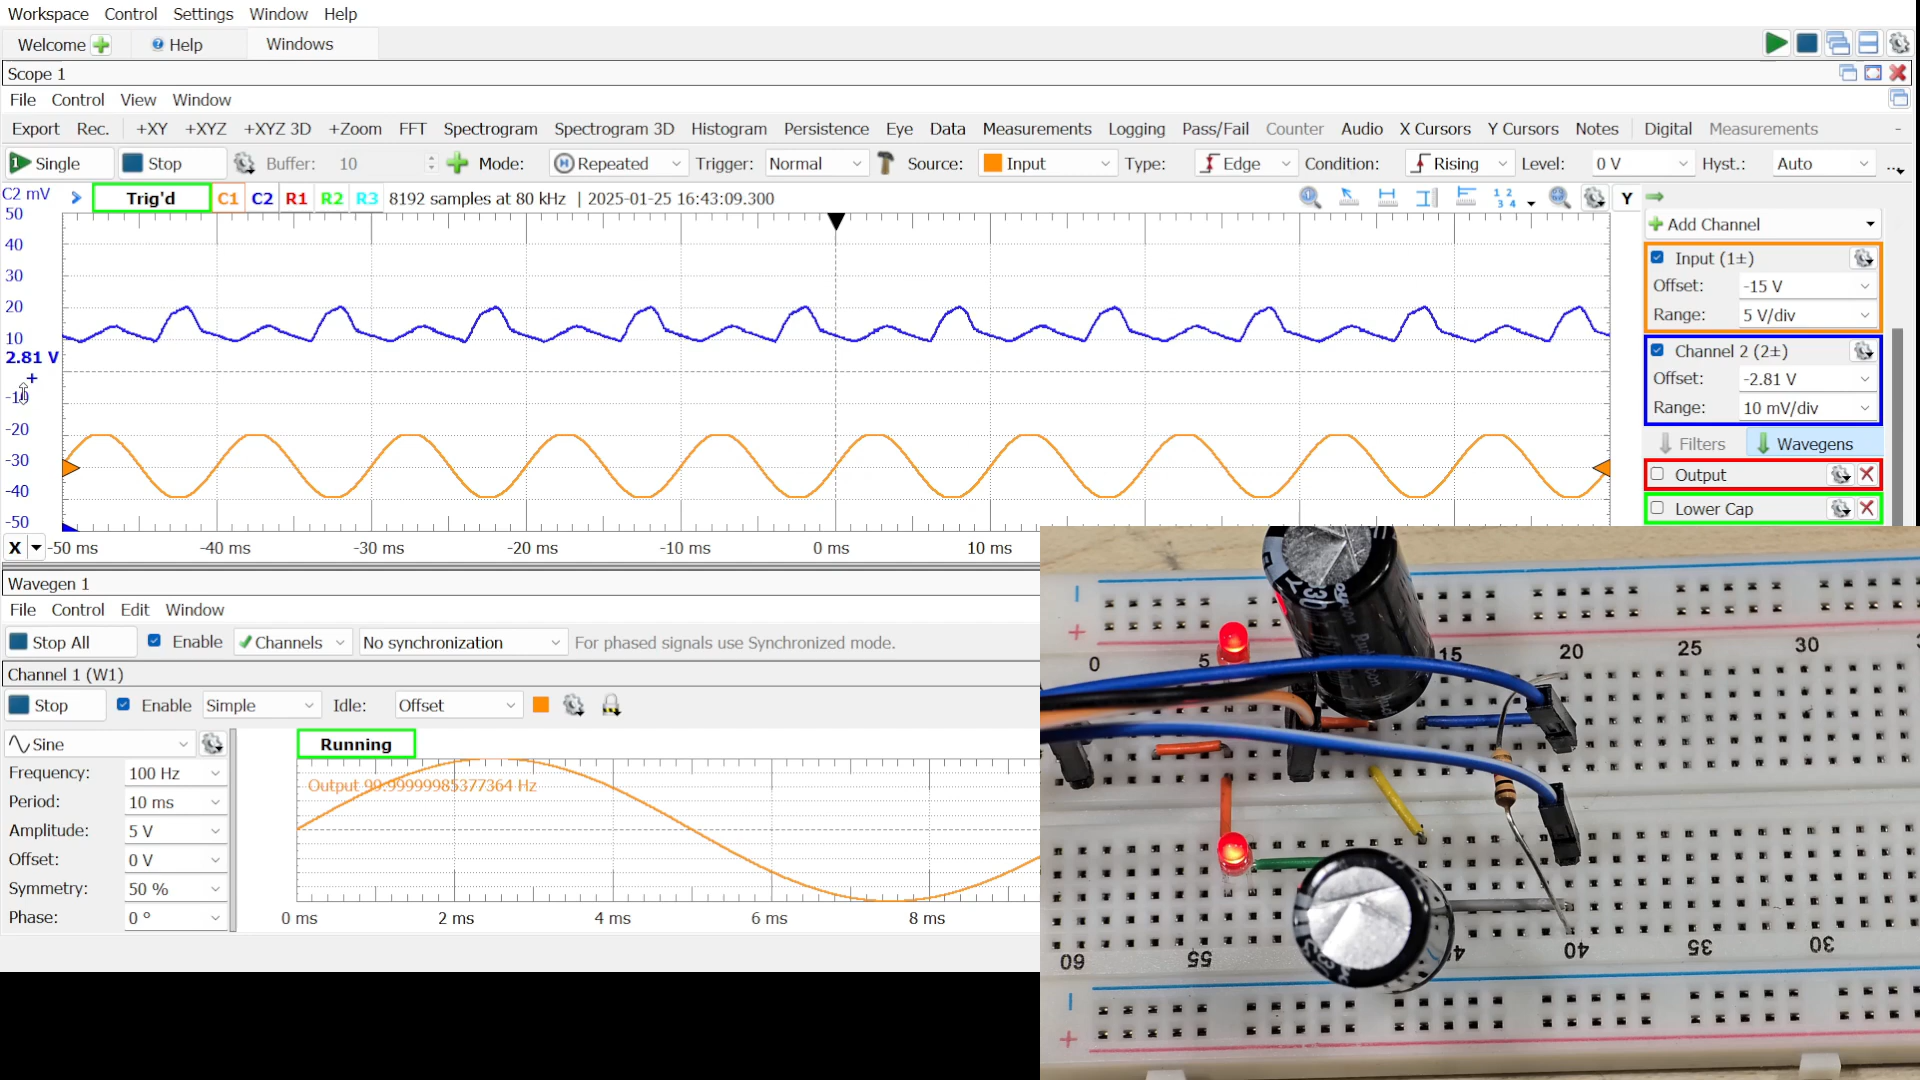 Workspace Control Settings Window Help
Welcome Help Windows
Scope 1
File Control View Window
Export Rec. +XY +XYZ +XYZ 3D +Zoom FFT Spectrogram Spectrogram 3D Histogram Persistence Eye Data Measurements Logging Pass/Fail Counter Audio X Cursors Y Cursors Notes Digital Measurements -
Single Stop Buffer: 10 Mode: Repeated Trigger: Normal Source: Input Type: Edge Condition: Rising Level: 0 V Hyst.: Auto ...
C2 mV Trig'd C1 C2 R1 R2 R3 8192 samples at 80 kHz | 2025-01-25 16:43:09.300 Y
50
40
30
20
10
2.81 V
-10
-20
-30
-40
-50
X -50 ms -40 ms -30 ms -20 ms -10 ms 0 ms 10 ms
Add Channel
Input (1±)
Offset: -15 V
Range: 5 V/div
Channel 2 (2±)
Offset: -2.81 V
Range: 10 mV/div
Filters Wavegens
Output
Lower Cap
Wavegen 1
File Control Edit Window
Stop All Enable Channels No synchronization For phased signals use Synchronized mode.
Channel 1 (W1)
Stop Enable Simple Idle: Offset
Sine Running
Frequency: 100 Hz
Period: 10 ms
Amplitude: 5 V
Offset: 0 V
Symmetry: 50 %
Phase: 0 °
Output 99.99999985377364 Hz
0 ms 2 ms 4 ms 6 ms 8 ms
0 5 15 20 25 30
60 55 40 35 30